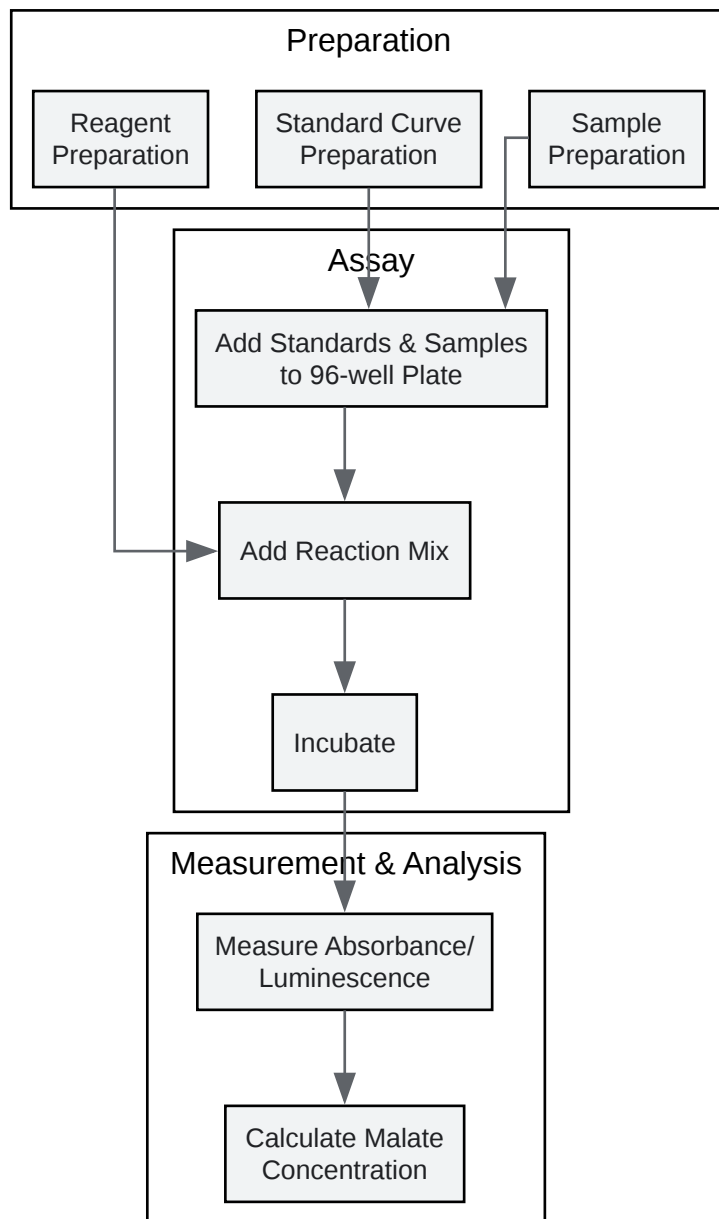 Preparation
Reagent
Preparation
Standard Curve
Preparation
Sample
Preparation
Assay
Add Standards & Samples
to 96-well Plate
Add Reaction Mix
Incubate
Measurement & Analysis
Measure Absorbance/
Luminescence
Calculate Malate
Concentration